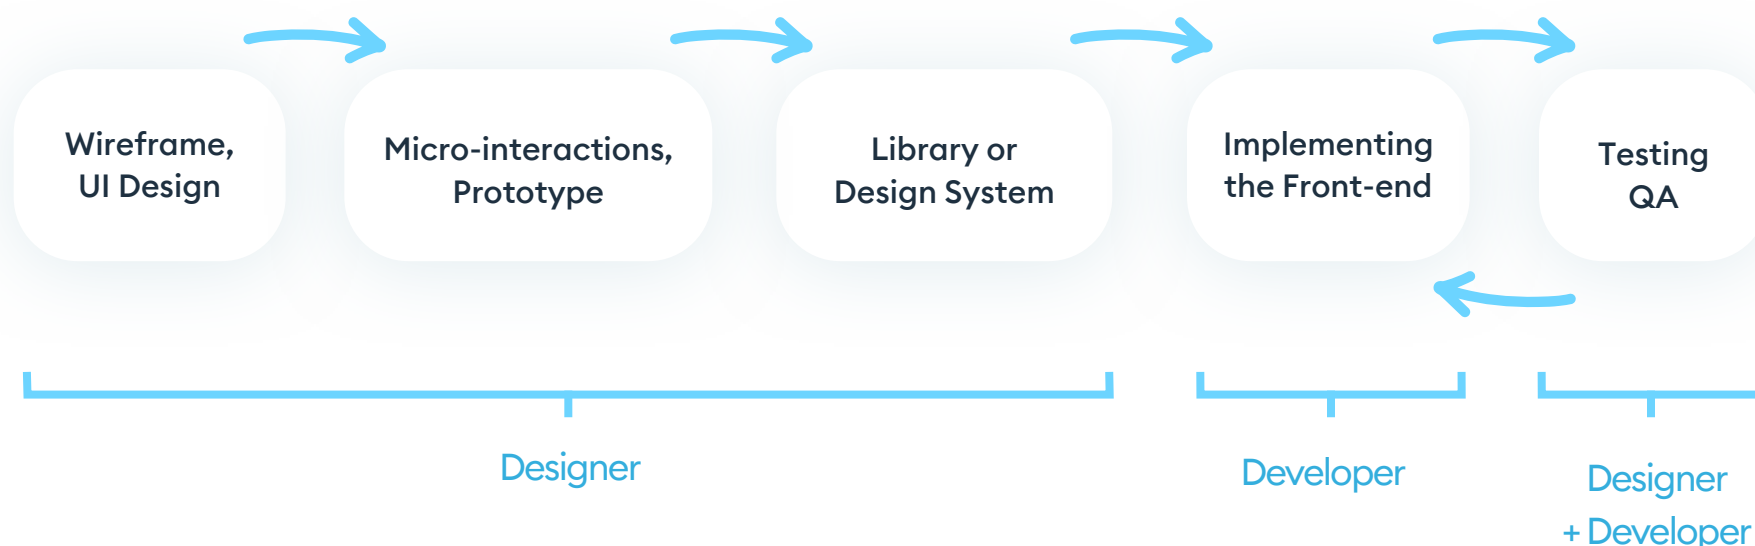 Wireframe,
UI Design
Micro-interactions,
Prototype
Library or
Design System
Implementing
the Front-end
Testing
QA
Designer
Developer
Designer
+ Developer